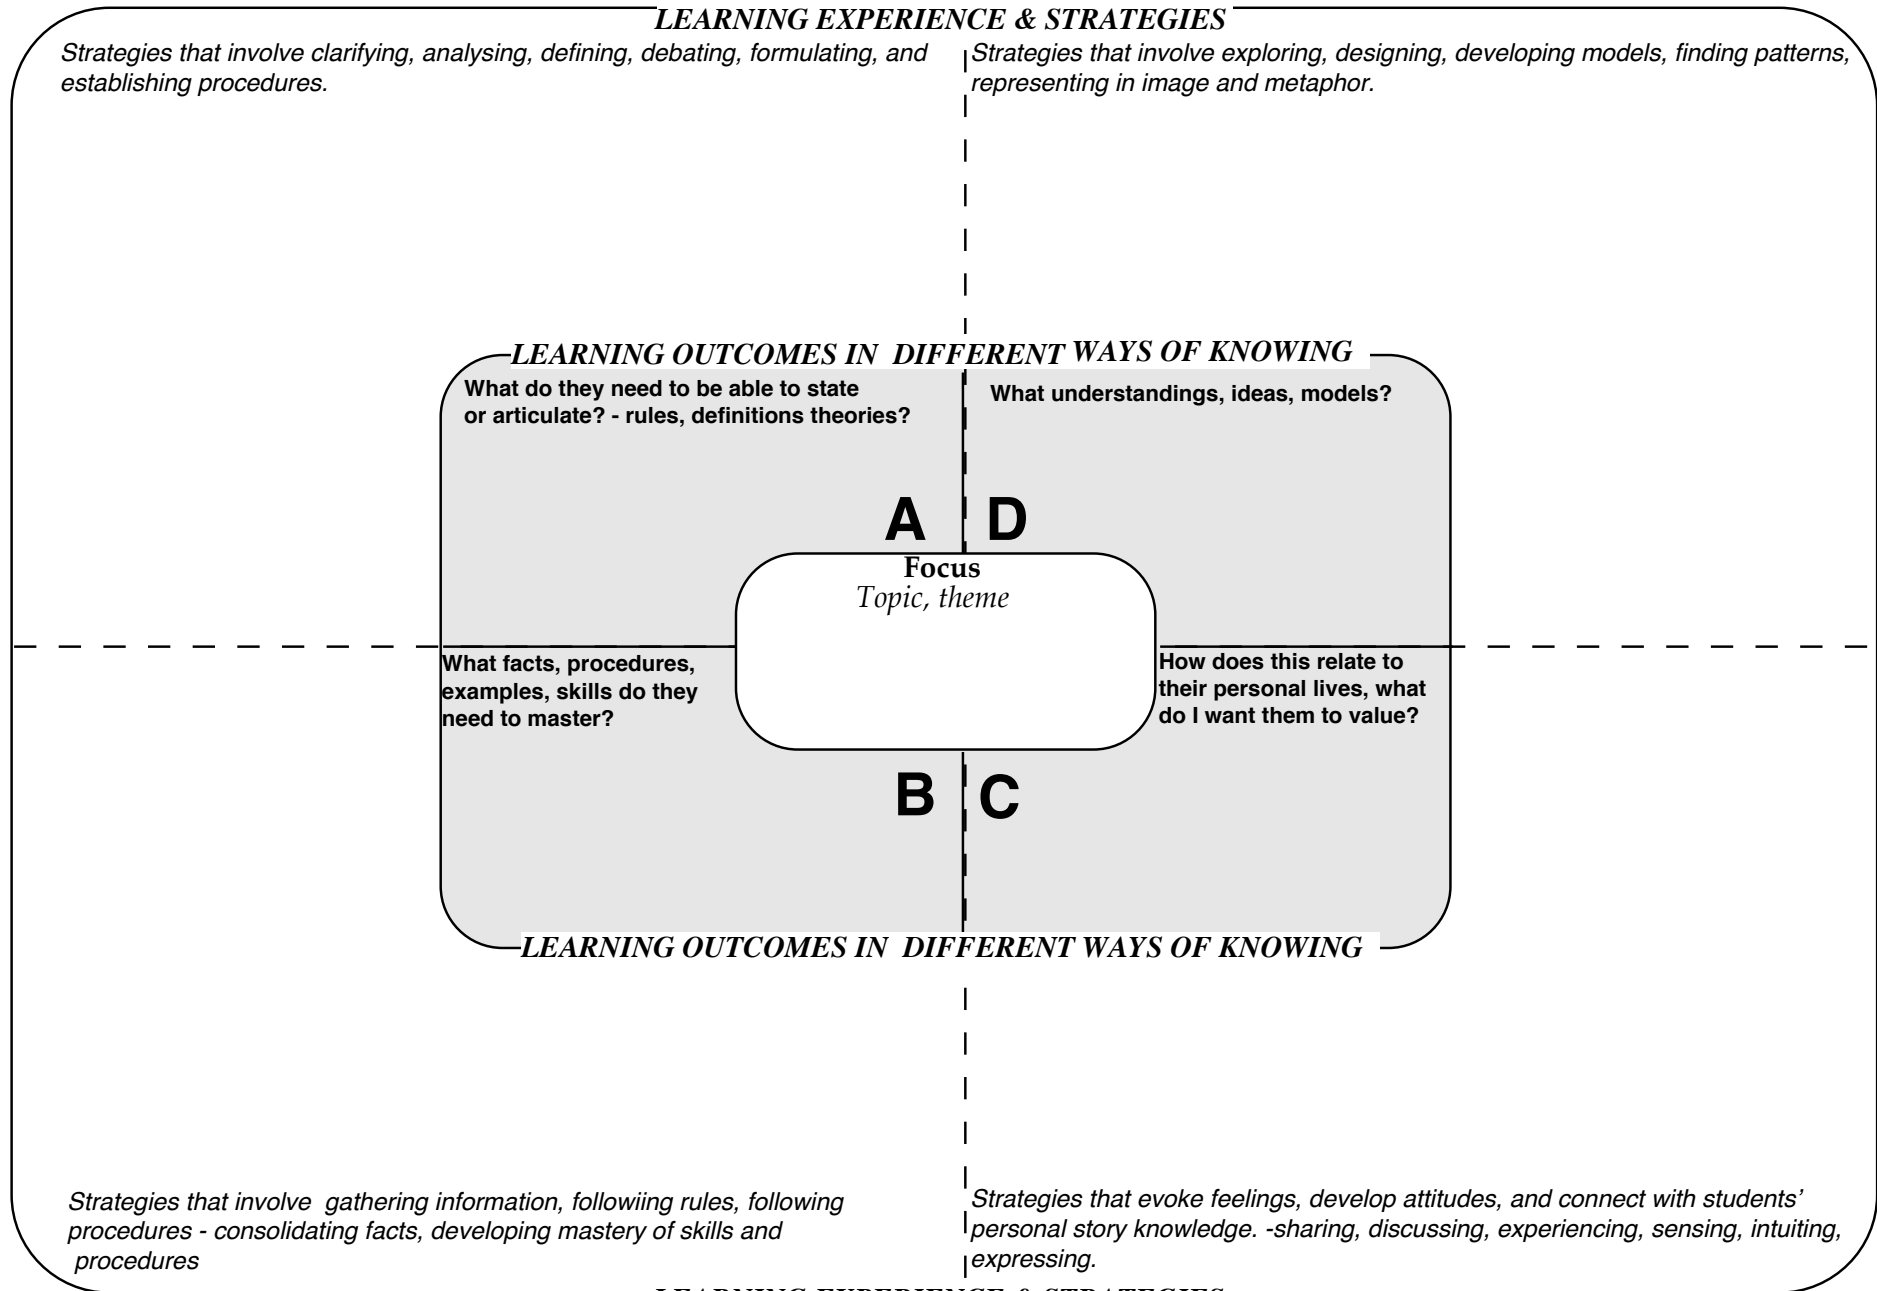 LEARNING EXPERIENCE & STRATEGIES
Strategies that involve clarifying, analysing, defining, debating, formulating, and
establishing procedures.
Strategies that involve exploring, designing, developing models, finding patterns,
representing in image and metaphor.
LEARNING OUTCOMES IN DIFFERENT WAYS OF KNOWING
What do they need to be able to state
or articulate? - rules, definitions theories?
What understandings, ideas, models?
A
D
Focus
Topic, theme
What facts, procedures,
examples, skills do they
need to master?
How does this relate to
their personal lives, what
do I want them to value?
B
C
LEARNING OUTCOMES IN DIFFERENT WAYS OF KNOWING
Strategies that involve gathering information, followiing rules, following
procedures - consolidating facts, developing mastery of skills and
procedures
Strategies that evoke feelings, develop attitudes, and connect with students'
personal story knowledge. -sharing, discussing, experiencing, sensing, intuiting,
expressing.
LEARNING EXPERIENCE & STRATEGIES